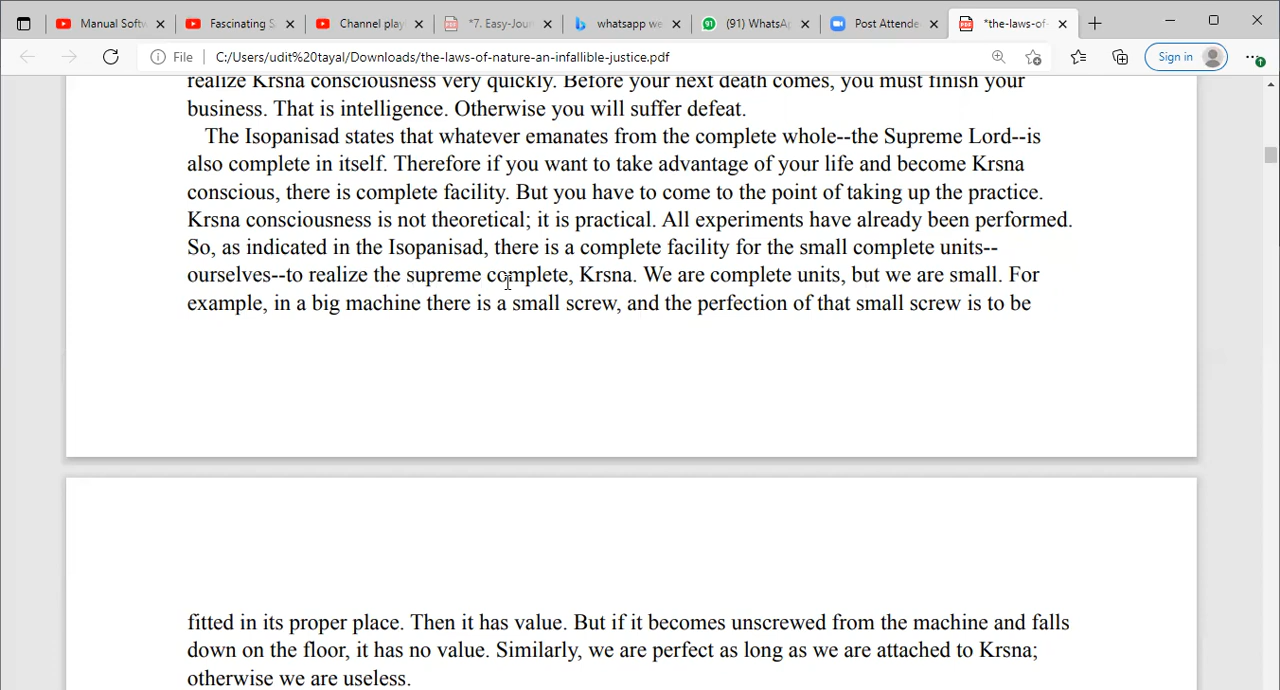 Manual Softw
Fascinating S
Channel play
*7. Easy-Jour
whatsapp we
(91) WhatsAp
Post Attende
*the-laws-of-
File
C:/Users/udit%20tayal/Downloads/the-laws-of-nature-an-infallible-justice.pdf
Sign in
realize Krsna consciousness very quickly. Before your next death comes, you must finish your
business. That is intelligence. Otherwise you will suffer defeat.
The Isopanisad states that whatever emanates from the complete whole--the Supreme Lord--is
also complete in itself. Therefore if you want to take advantage of your life and become Krsna
conscious, there is complete facility. But you have to come to the point of taking up the practice.
Krsna consciousness is not theoretical; it is practical. All experiments have already been performed.
So, as indicated in the Isopanisad, there is a complete facility for the small complete units--
ourselves--to realize the supreme complete, Krsna. We are complete units, but we are small. For
example, in a big machine there is a small screw, and the perfection of that small screw is to be
fitted in its proper place. Then it has value. But if it becomes unscrewed from the machine and falls
down on the floor, it has no value. Similarly, we are perfect as long as we are attached to Krsna;
otherwise we are useless.